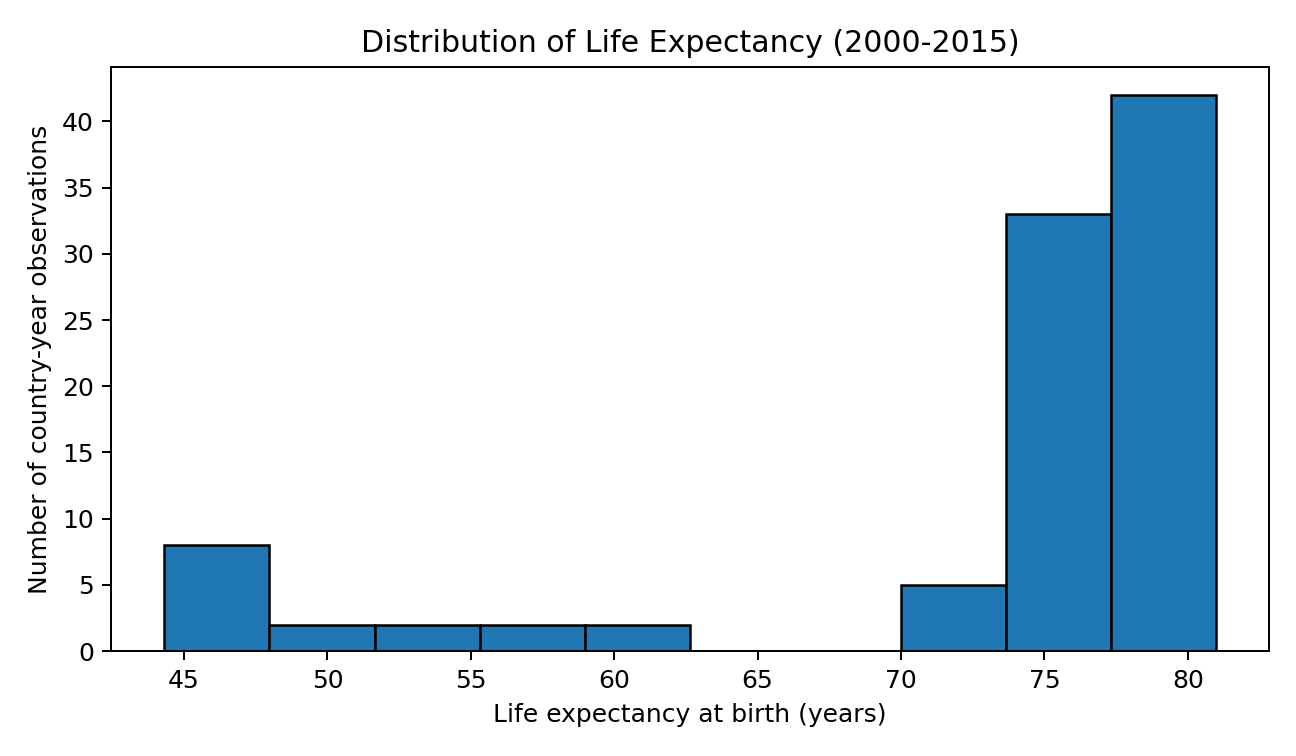 Distribution of Life Expectancy (2000-2015)
Number of country-year observations
40
35
30
25
20
15
10
5
0
45 50 55 60 65 70 75 80
Life expectancy at birth (years)